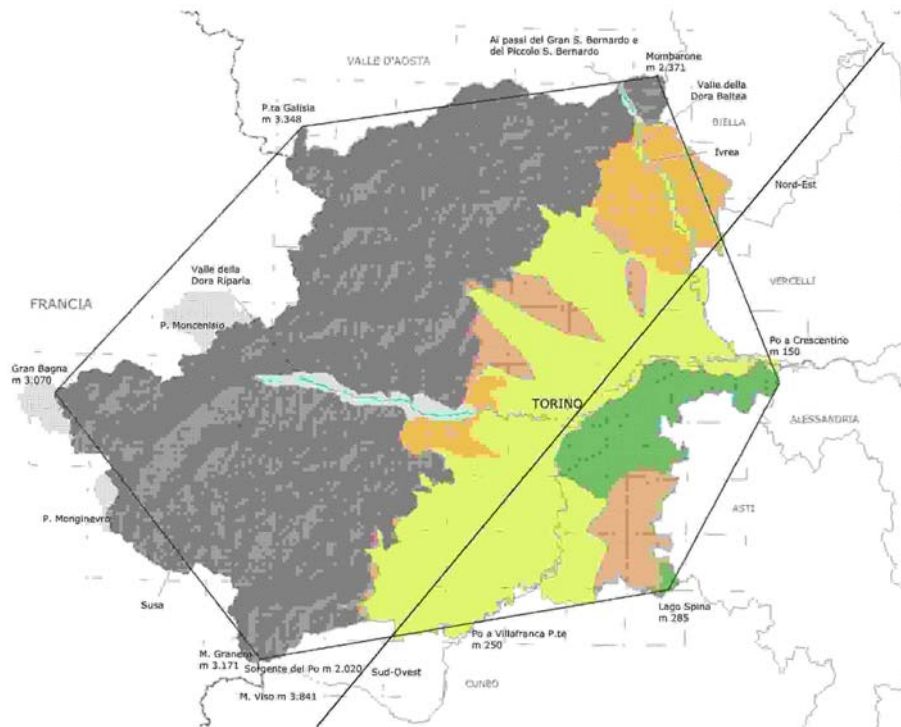 Ai passi del Gran S. Bernardo e
del Piccolo S. Bernardo
VALLE D'AOSTA
Mombarone
m 2.371
Valle della
Dora Baltea
P.ta Galisia
m 3.348
BIELLA
Ivrea
Nord-Est
Valle della
Dora Riparia
FRANCIA
VERCELLI
P. Moncenisio
Po a Crescentino
m 150
Gran Bagna
m 3.070
TORINO
ALESSANDRIA
ASTI
P. Monginevro
Susa
Lago Spina
m 285
Po a Villafranca P.te
m 250
M. Granero
m 3.171
Sorgente del Po m 2.020
Sud-Ovest
CUNEO
M. Viso m 3.841